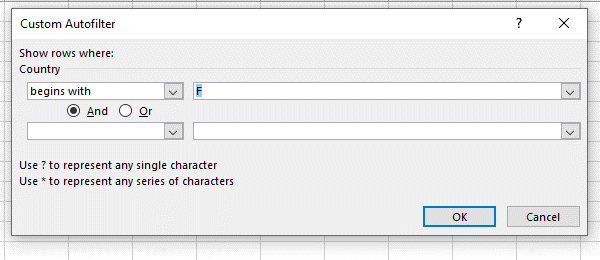 Custom Autofilter
? ×
Show rows where:
Country
begins with F
And Or
Use ? to represent any single character
Use * to represent any series of characters
OK Cancel